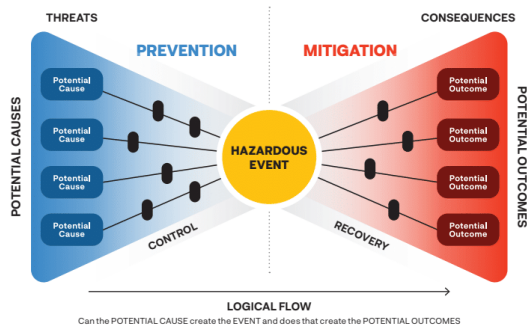 THREATS
CONSEQUENCES
PREVENTION
MITIGATION
POTENTIAL CAUSES
Potential
Cause
Potential
Cause
Potential
Cause
Potential
Cause
HAZARDOUS
EVENT
Potential
Outcome
Potential
Outcome
Potential
Outcome
Potential
Outcome
POTENTIAL OUTCOMES
CONTROL
RECOVERY
LOGICAL FLOW
Can the POTENTIAL CAUSE create the EVENT and does that create the POTENTIAL OUTCOMES